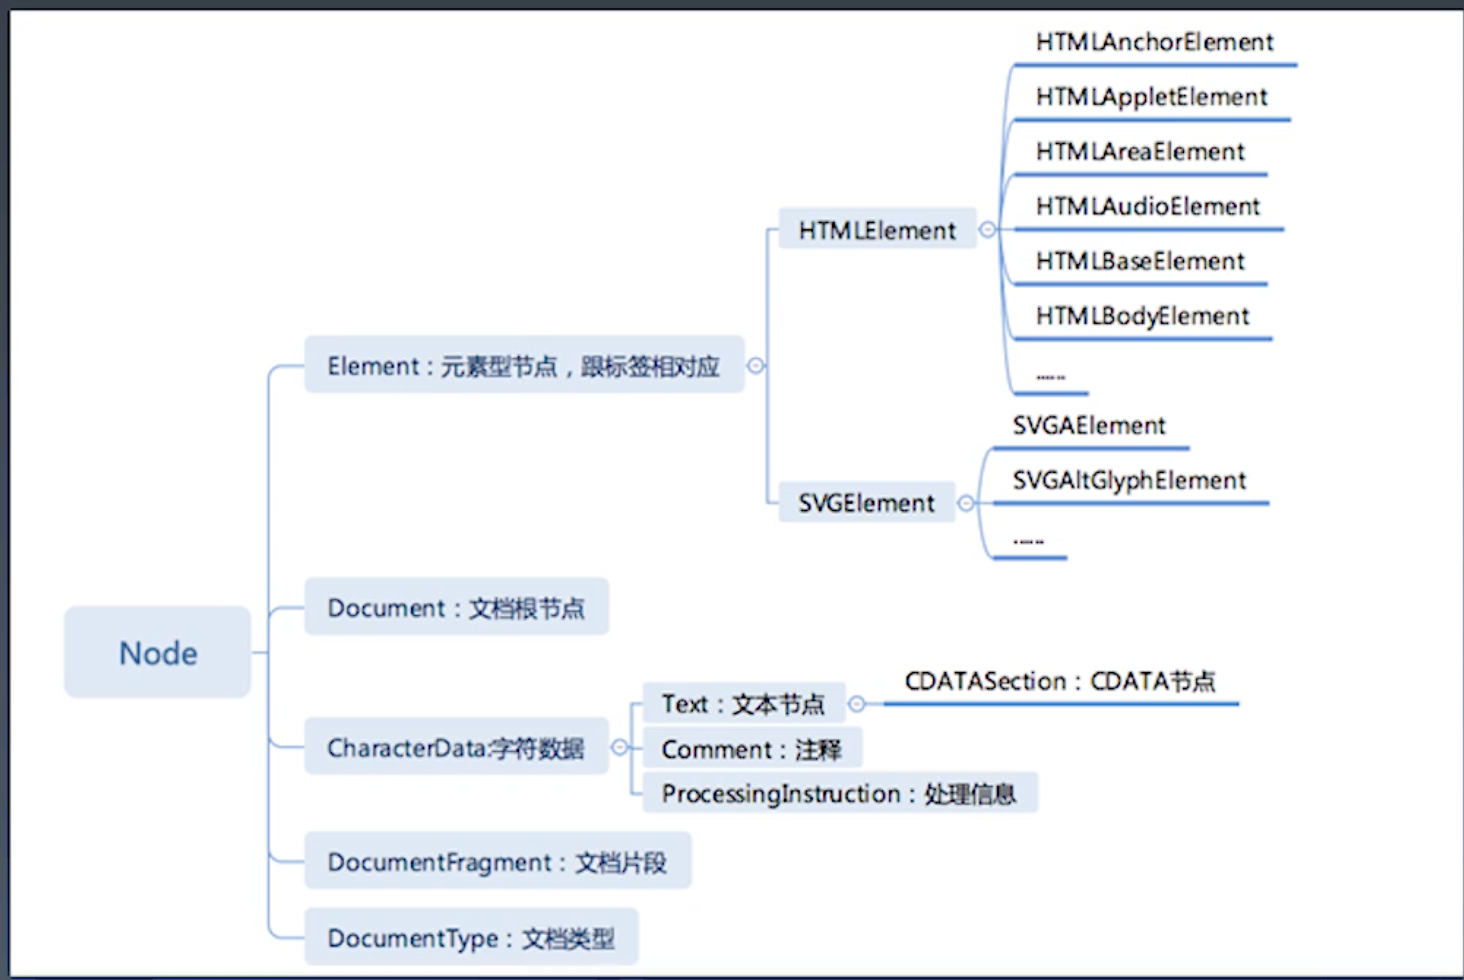 HTMLAnchorElement
HTMLAppletElement
HTMLAreaElement
HTMLAudioElement
HTMLElement
HTMLBaseElement
HTMLBodyElement
......
Element：元素型节点，跟标签相对应
SVGAElement
SVGAltGlyphElement
SVGElement
......
Document：文档根节点
Node
CDATASection：CDATA节点
Text：文本节点
CharacterData:字符数据
Comment：注释
ProcessingInstruction：处理信息
DocumentFragment：文档片段
DocumentType：文档类型